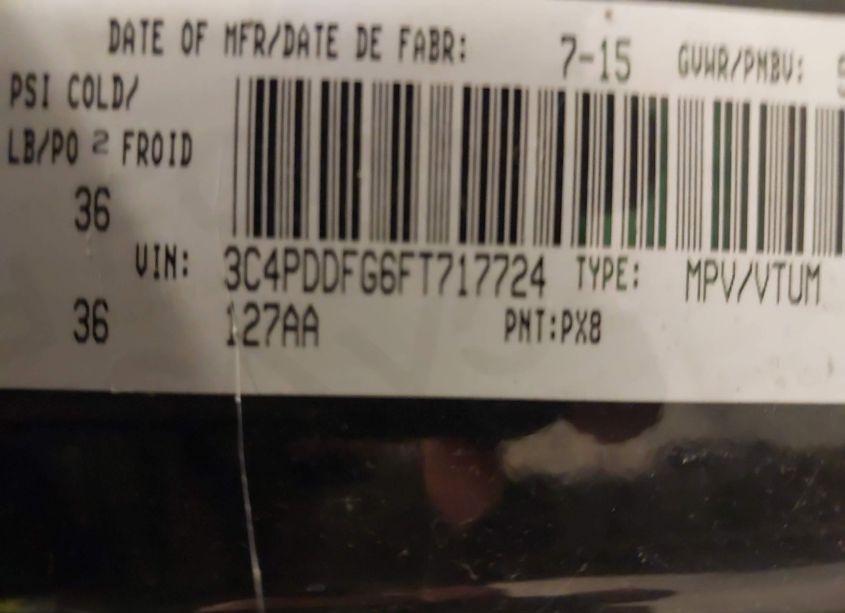 DATE OF MFR/DATE DE FABR: 7-15 GVWR/PNBV:
PSI COLD/
LB/PO 2 FROID
36
VIN: 3C4PDDFG6FT717724 TYPE: MPV/VTUM
36 127AA PNT:PX8